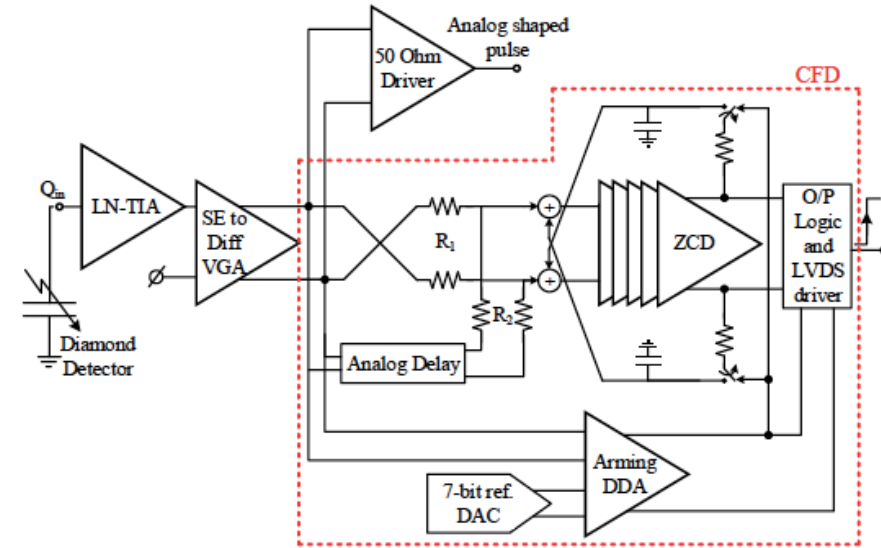 Analog shaped
pulse
50 Ohm
Driver
CFD
Qin
LN-TIA
SE to
Diff
VGA
R1
R2
ZCD
O/P
Logic
and
LVDS
driver
Diamond
Detector
Analog Delay
Arming
DDA
7-bit ref.
DAC